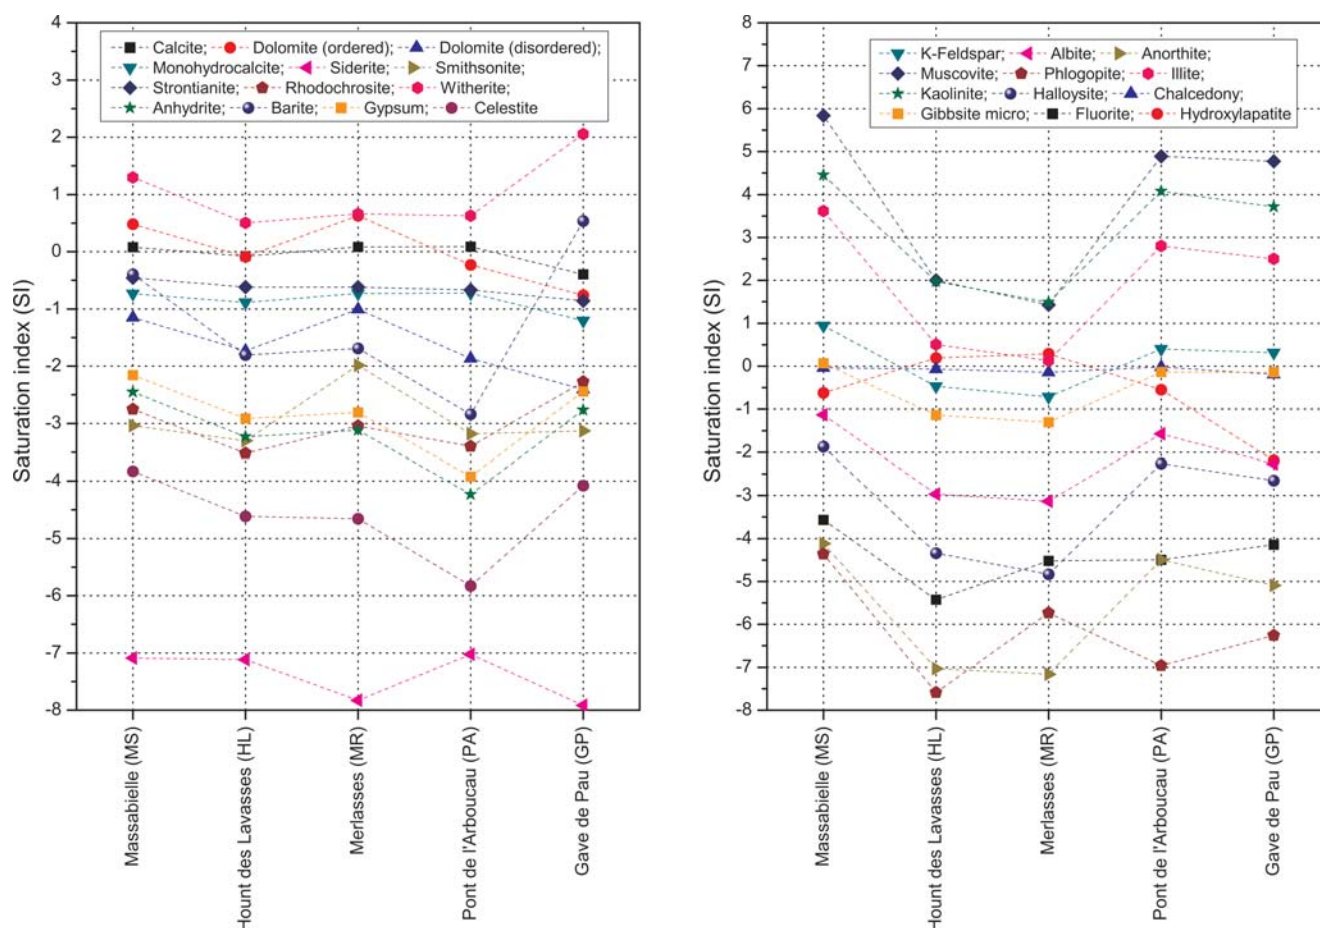 Saturation index (SI)
4
3
2
1
0
-1
-2
-3
-4
-5
-6
-7
-8
Calcite; Dolomite (ordered); Dolomite (disordered);
Monohydrocalcite; Siderite; Smithsonite;
Strontianite; Rhodochrosite; Witherite;
Anhydrite; Barite; Gypsum; Celestite
Massabielle (MS)
Hount des Lavasses (HL)
Merlasses (MR)
Pont de l'Arboucau (PA)
Gave de Pau (GP)
Saturation index (SI)
8
7
6
5
4
3
2
1
0
-1
-2
-3
-4
-5
-6
-7
-8
K-Feldspar; Albite; Anorthite;
Muscovite; Phlogopite; Illite;
Kaolinite; Halloysite; Chalcedony;
Gibbsite micro; Fluorite; Hydroxylapatite
Massabielle (MS)
Hount des Lavasses (HL)
Merlasses (MR)
Pont de l'Arboucau (PA)
Gave de Pau (GP)